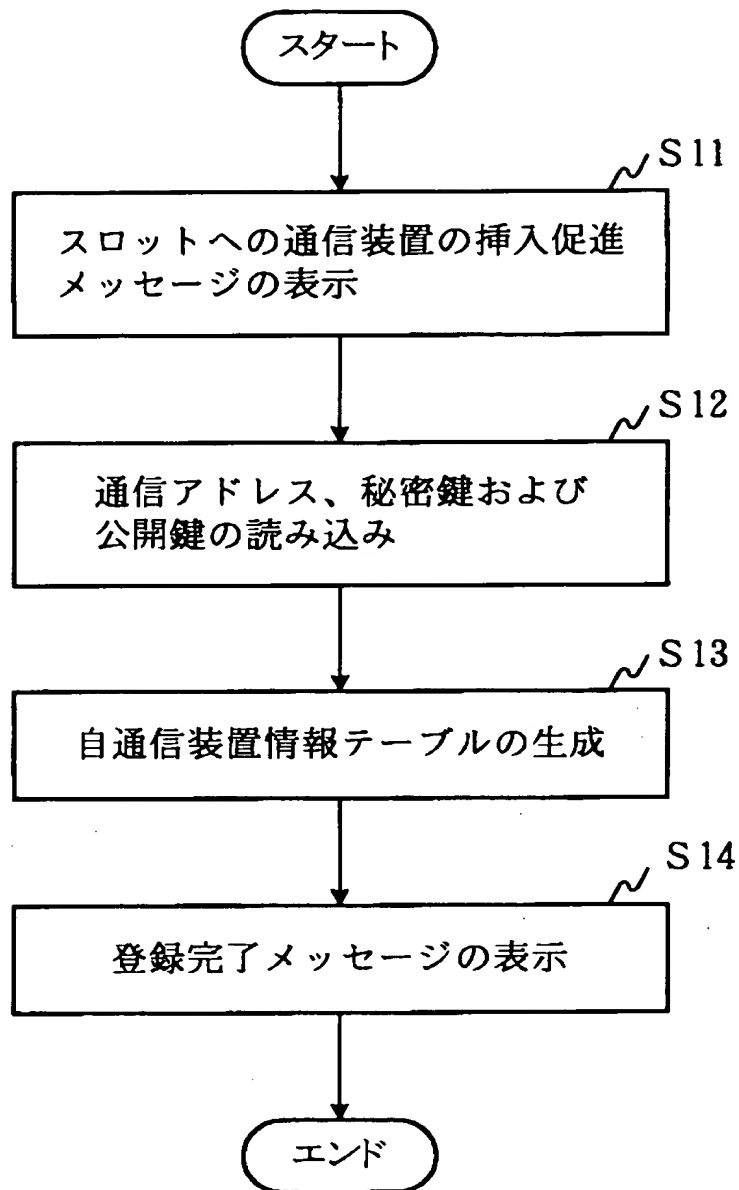 スタート
S11
スロットへの通信装置の挿入促進
メッセージの表示
S12
通信アドレス、秘密鍵および
公開鍵の読み込み
S13
自通信装置情報テーブルの生成
S14
登録完了メッセージの表示
エンド